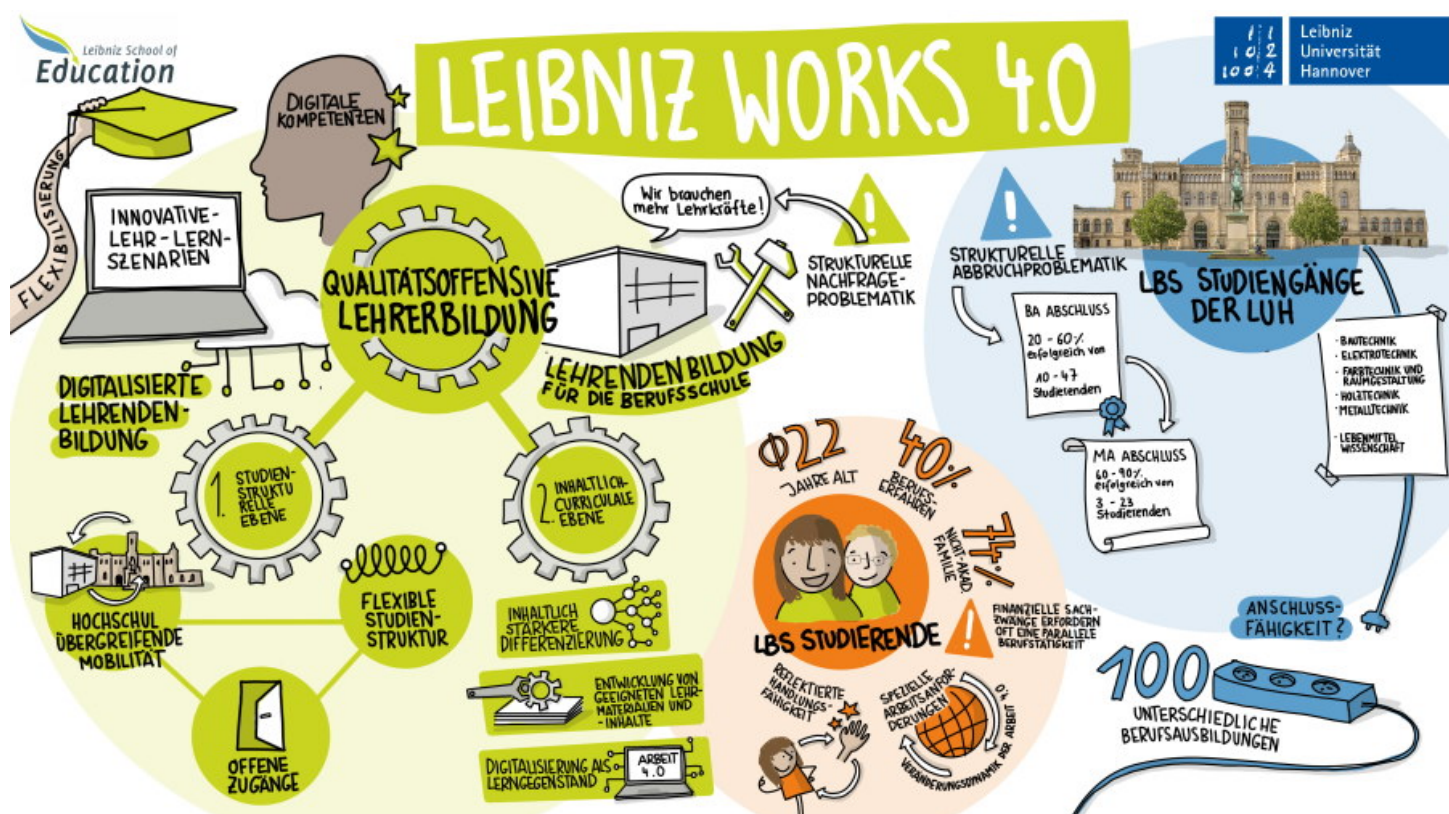 Leibniz School of
Education
LEIBNIZ WORKS 4.0
Leibniz
Universität
Hannover
FLEXIBILISIERUNG
DIGITALE
KOMPETENZEN
INNOVATIVE-
LEHR-LERN-
SZENARIEN
DIGITALISIERTE
LEHRENDEN-
BILDUNG
QUALITÄTSOFFENSIVE
LEHRERBILDUNG
Wir brauchen
mehr Lehrkräfte!
STRUKTURELLE
NACHFRAGE-
PROBLEMATIK
LEHRENDENBILDUNG
FÜR DIE BERUFSSCHULE
1. STUDIEN-
STRUKTU
RELLE
EBENE
2. INHALTLICH-
CURRICULALE
EBENE
HOCHSCHUL
ÜBERGREIFENDE
MOBILITÄT
FLEXIBLE
STUDIEN-
STRUKTUR
OFFENE
ZUGÄNGE
INHALTLICH
STÄRKERE
DIFFERENZIERUNG
ENTWICKLUNG VON
GEEIGNETEN LEHR-
MATERIALIEN UND
-INHALTE
DIGITALISIERUNG ALS
LERNGEGENSTAND
ARBEIT
4.0
Φ22
JAHRE ALT
40%
BERUFS-
ERFAHREN
74%
NICHT-AKAD.
FAMILIE
LBS STUDIERENDE
FINANZIELLE SACH-
ZWÄNGE ERFORDERN
OFT EINE PARALLELE
BERUFSTÄTIGKEIT
REFLEKTIERTE
HANDLUNGS-
FÄHIGKEIT
SPEZIELLE
ARBEITSANFOR-
DERUNGEN
VERÄNDERUNGSDYNAMIK DER ARBEIT 4.0
STRUKTURELLE
ABBRUCHPROBLEMATIK
BA ABSCHLUSS
20 - 60%
erfolgreich von
10 - 47
Studierenden
MA ABSCHLUSS
60-90%
erfolgreich von
3 - 23
Studierenden
LBS STUDIENGÄNGE
DER LUH
· BAUTECHNIK
· ELEKTROTECHNIK
· FARBTECHNIK UND
RAUMGESTALTUNG
· HOLZTECHNIK
· METALLTECHNIK
· LEBENMITTEL
WISSENSCHAFT
ANSCHLUSS-
FÄHIGKEIT?
100
UNTERSCHIEDLICHE
BERUFSAUSBILDUNGEN